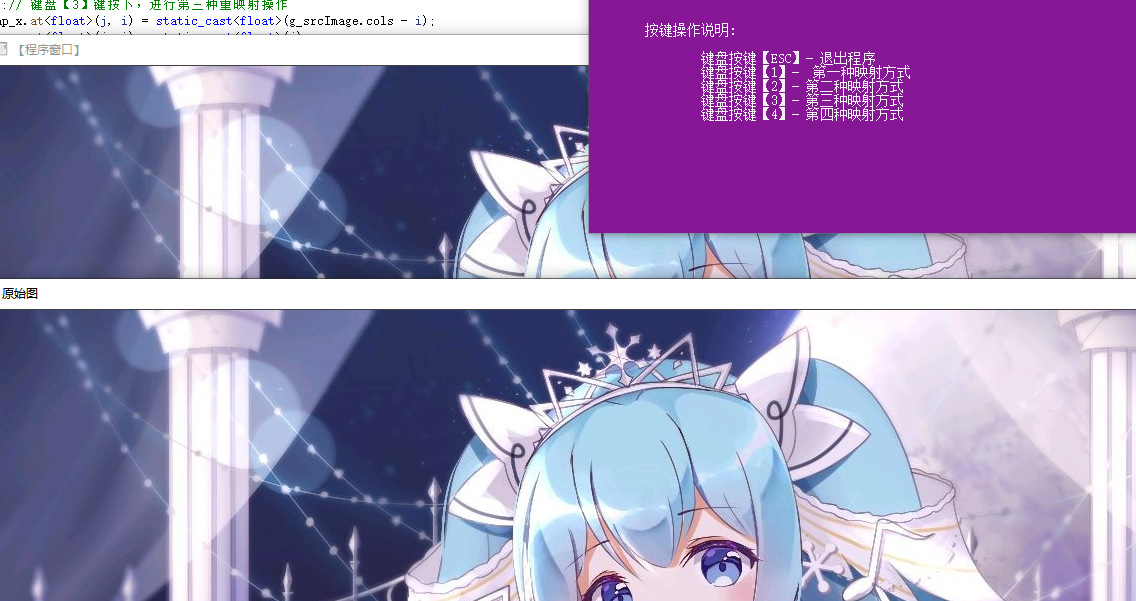 :// 键盘【3】键按下，进行第三种重映射操作
ap_x.at<float>(j, i) = static_cast<float>(g_srcImage.cols - i);
【程序窗口】
按键操作说明:
键盘按键【ESC】- 退出程序
键盘按键【1】-  第一种映射方式
键盘按键【2】- 第二种映射方式
键盘按键【3】- 第三种映射方式
键盘按键【4】- 第四种映射方式
原始图